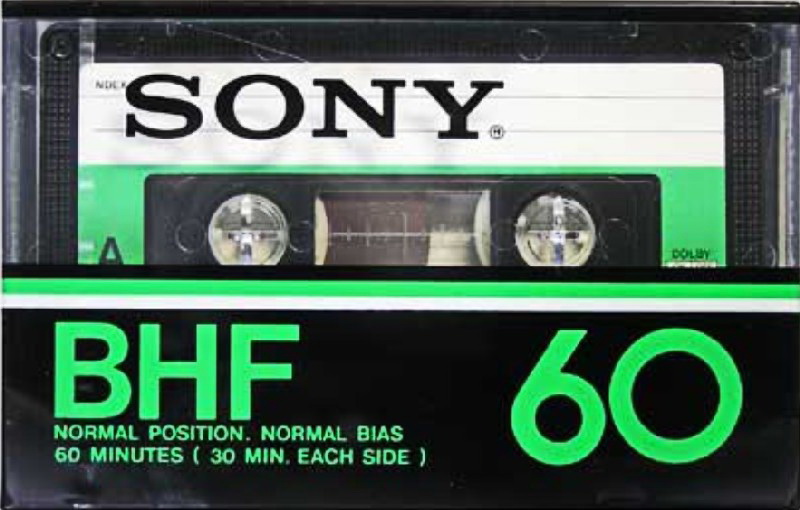 INDEX
SONY®
A
DOLBY
BHF
60
NORMAL POSITION. NORMAL BIAS
60 MINUTES ( 30 MIN. EACH SIDE )